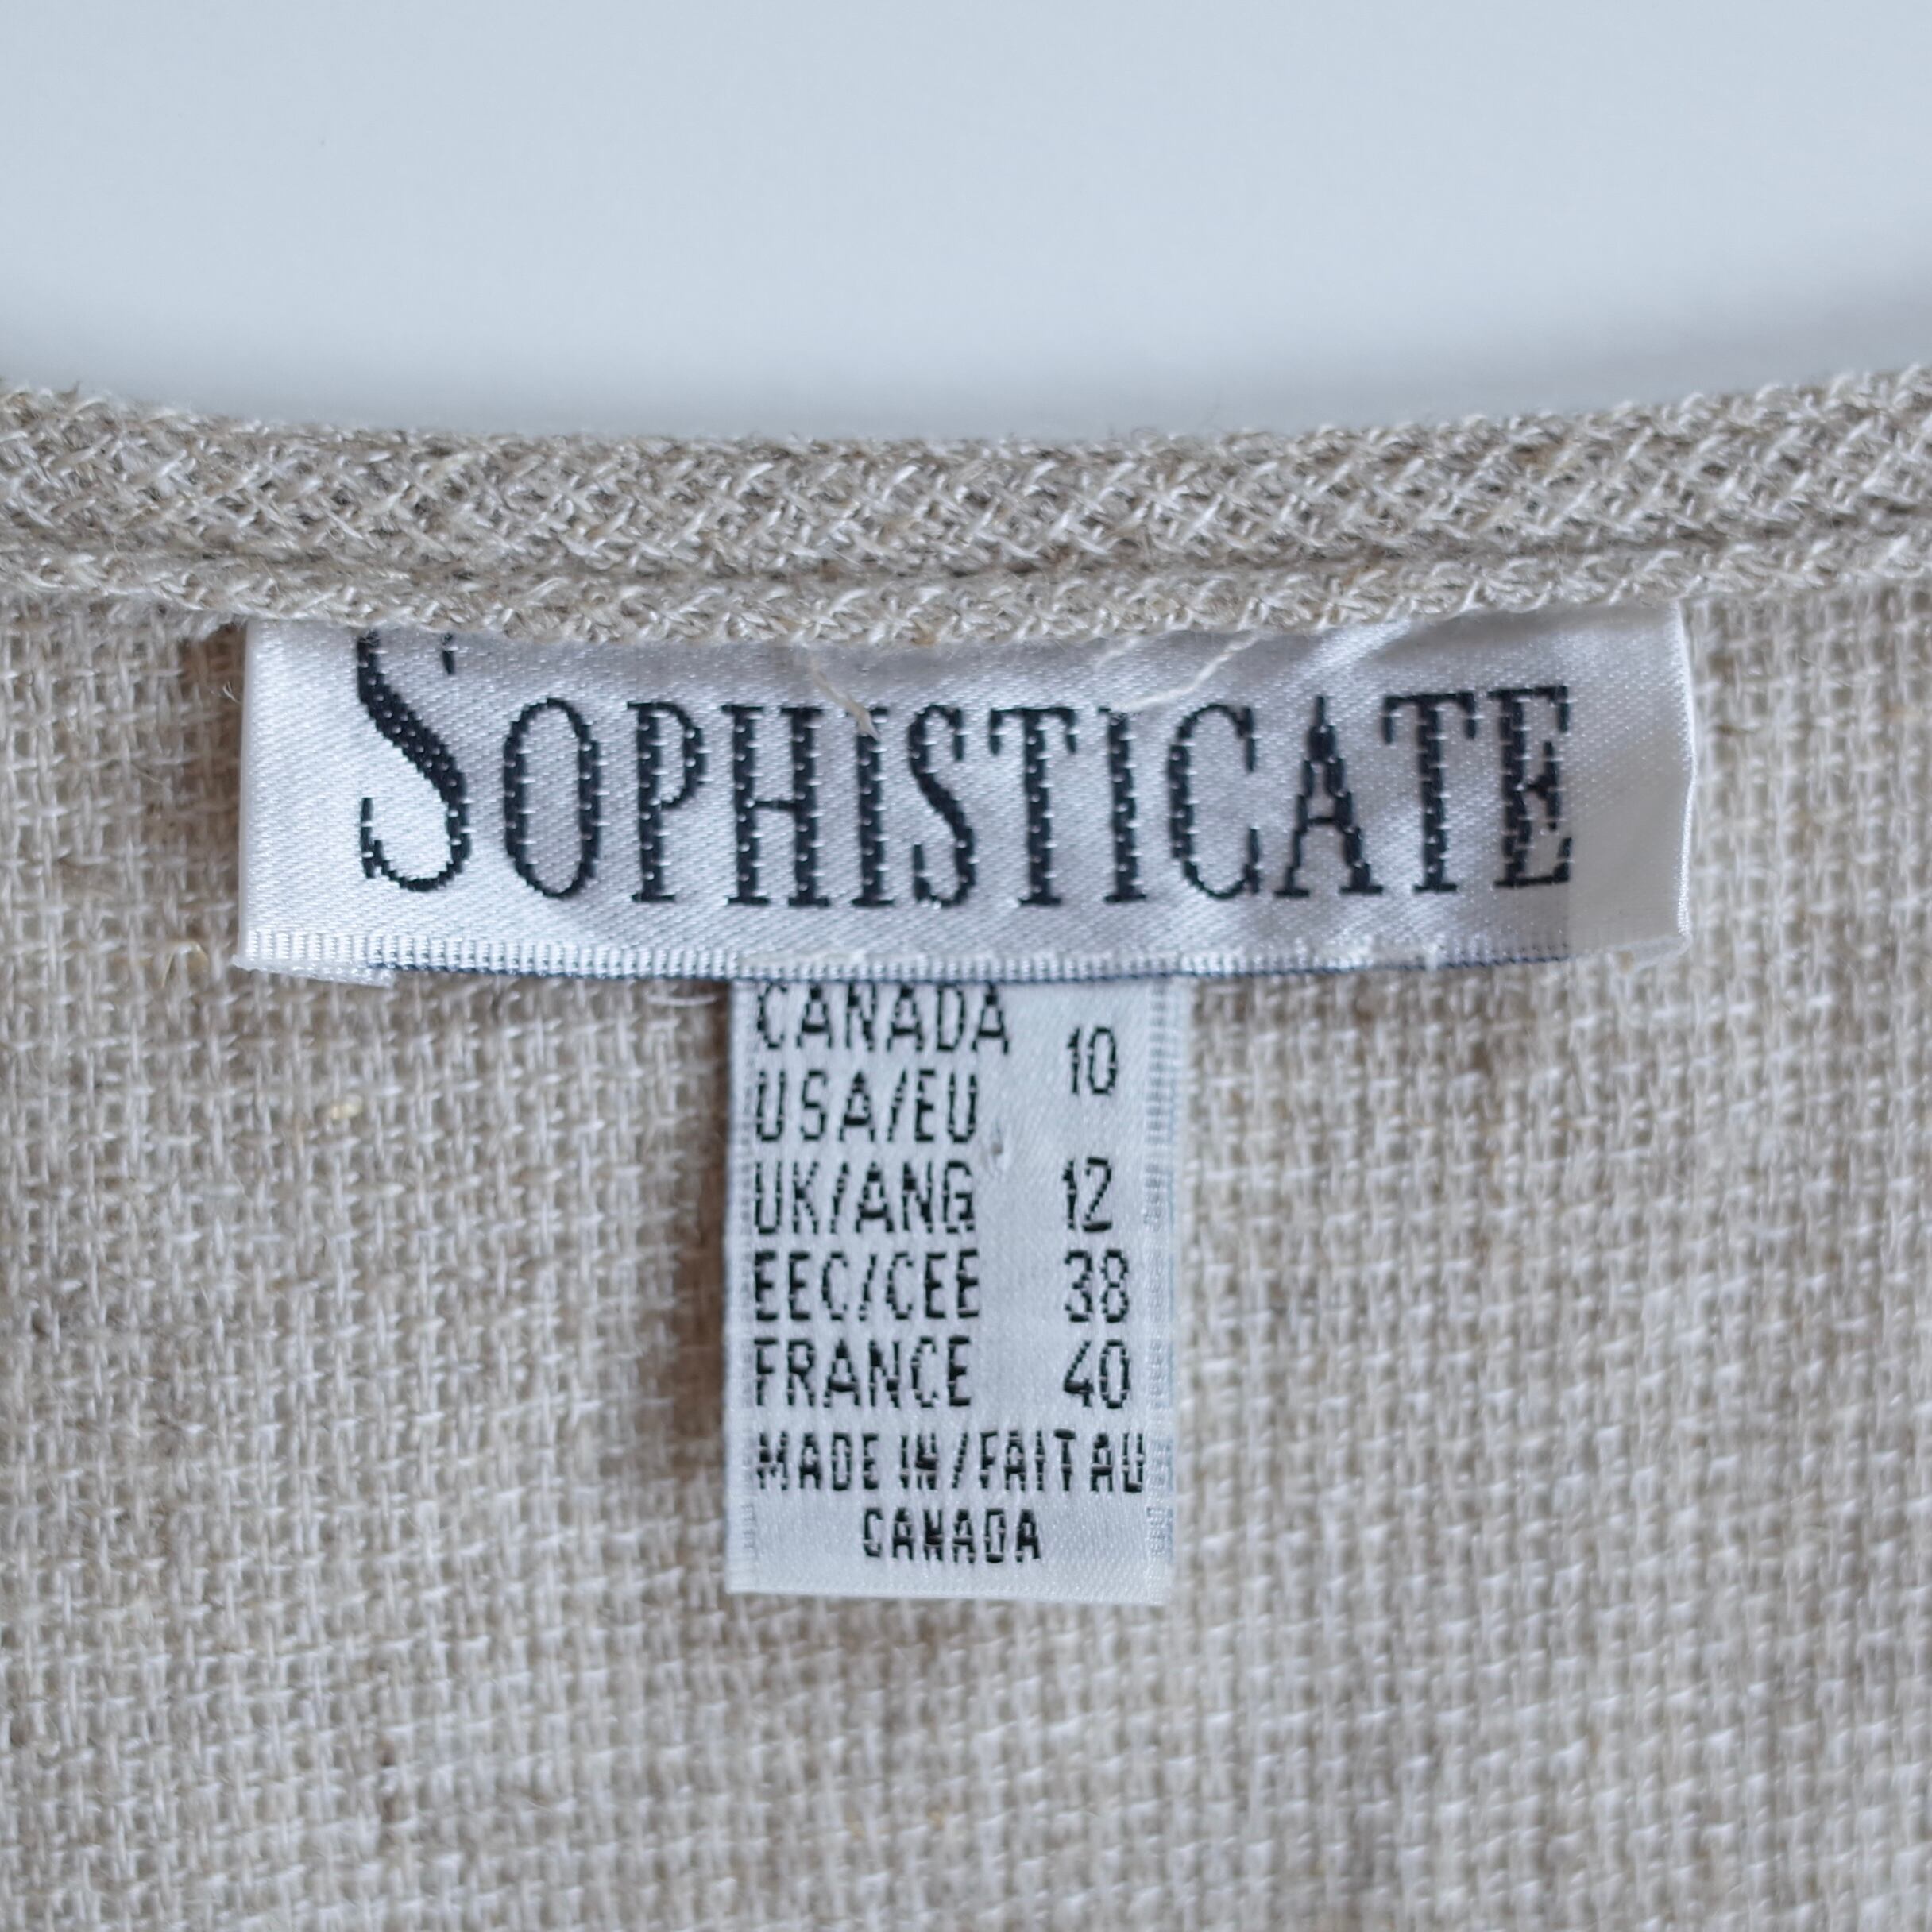 SOPHISTICATE
CANADA 10
USA/EU
UK/ANG 12
EEC/CEE 38
FRANCE 40
MADE IN/FAIT AU
CANADA